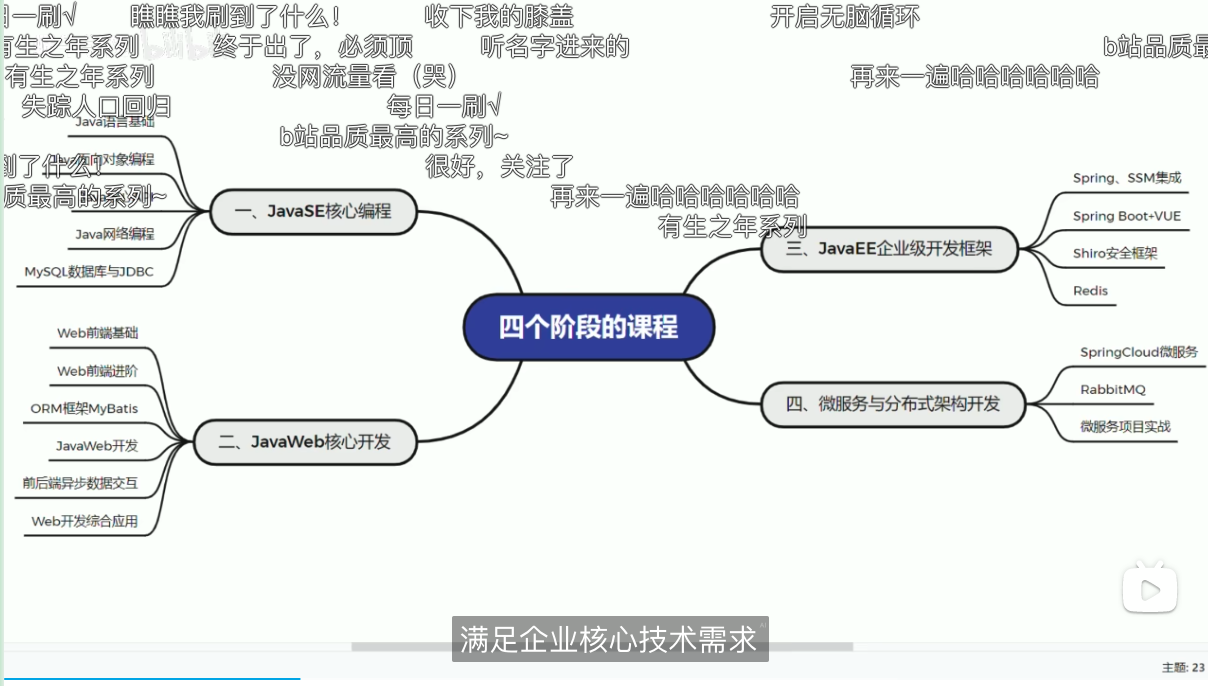 日一刷√
瞧瞧我刷到了什么！
收下我的膝盖
开启无脑循环
有生之年系列
终于出了，必须顶
听名字进来的
b站品质最
有生之年系列
没网流量看（哭）
再来一遍哈哈哈哈哈哈
失踪人口回归
每日一刷√
b站品质最高的系列~
到了什么！
很好，关注了
质最高的系列~
再来一遍哈哈哈哈哈哈
有生之年系列
Java语言基础
Java面向对象编程
Java网络编程
MySQL数据库与JDBC
一、JavaSE核心编程
Web前端基础
Web前端进阶
ORM框架MyBatis
JavaWeb开发
前后端异步数据交互
Web开发综合应用
二、JavaWeb核心开发
四个阶段的课程
三、JavaEE企业级开发框架
Spring、SSM集成
Spring Boot+VUE
Shiro安全框架
Redis
四、微服务与分布式架构开发
SpringCloud微服务
RabbitMQ
微服务项目实战
满足企业核心技术需求
AI
主题: 23